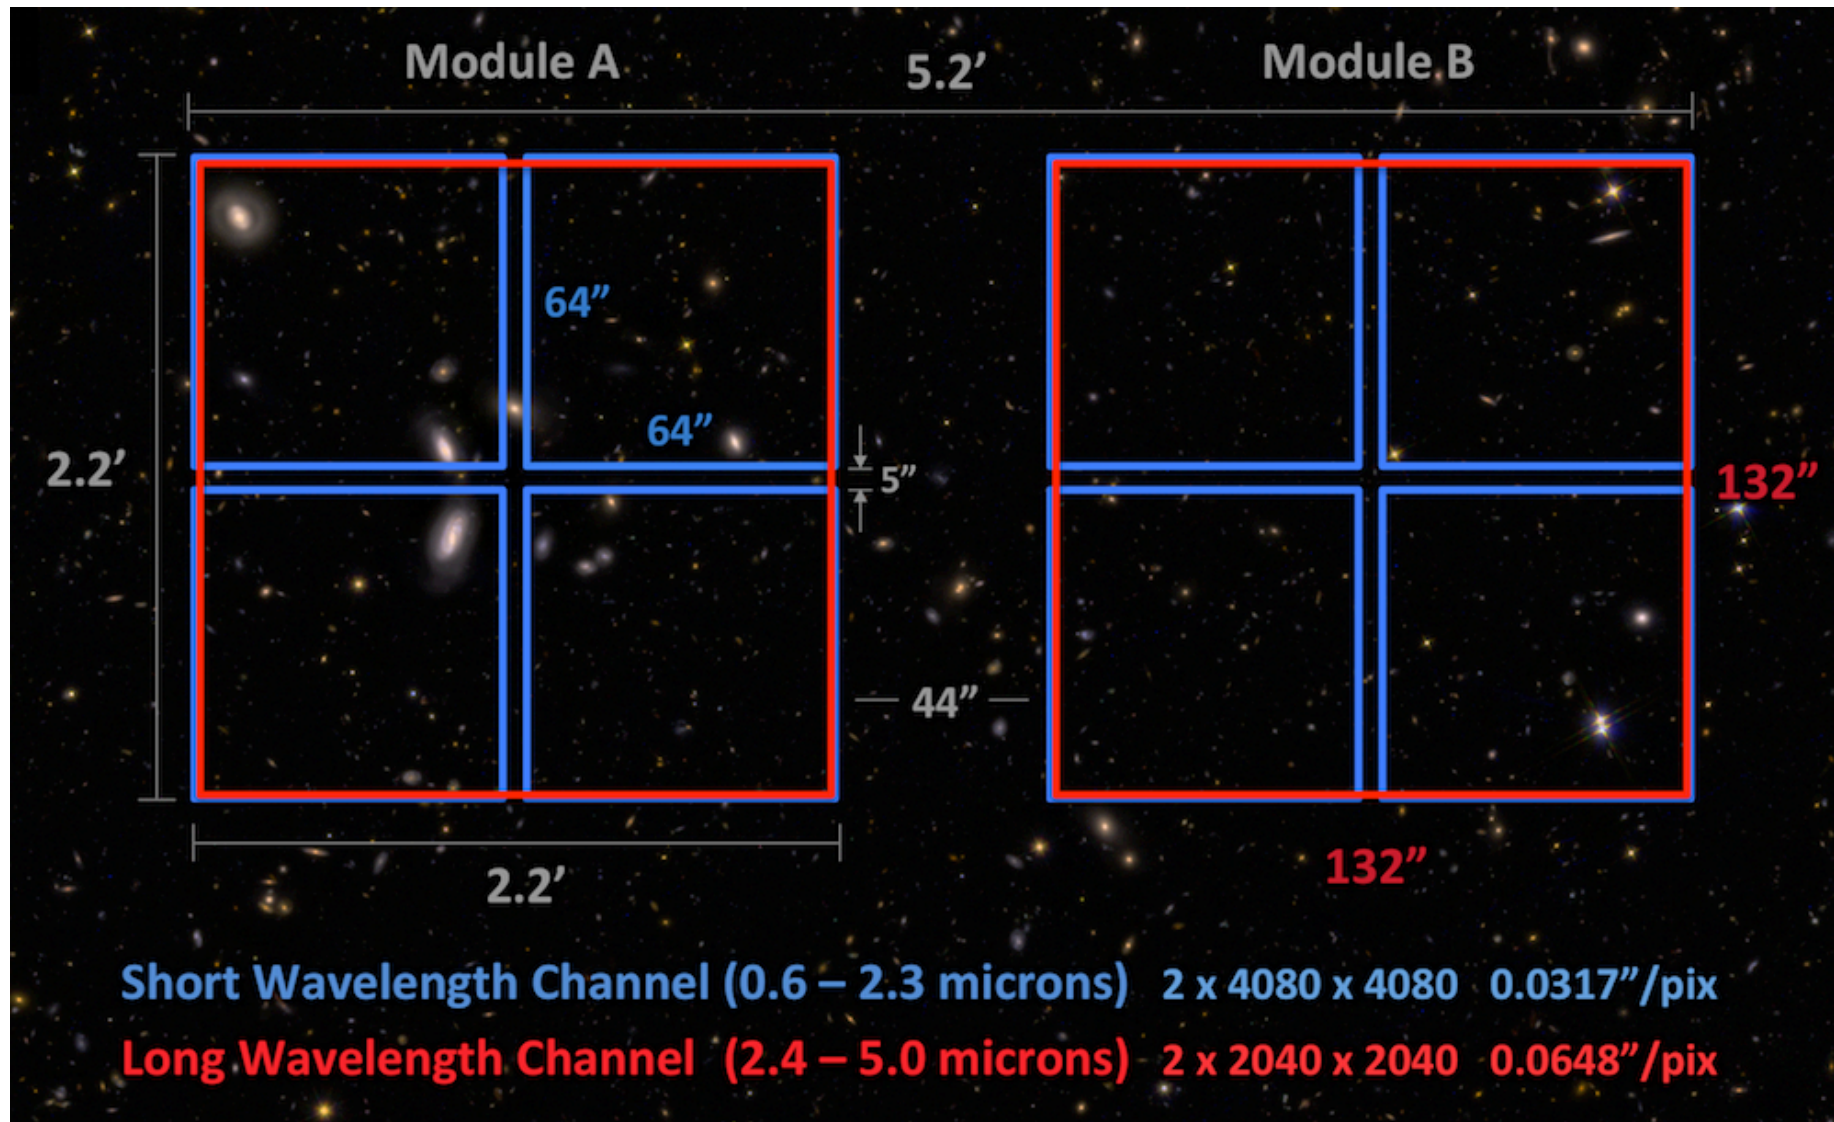 Module A
5.2’
Module B
64”
64”
2.2’
5”
132”
44”
2.2’
132”
Short Wavelength Channel (0.6 – 2.3 microns) 2 x 4080 x 4080 0.0317”/pix
Long Wavelength Channel (2.4 – 5.0 microns) 2 x 2040 x 2040 0.0648”/pix